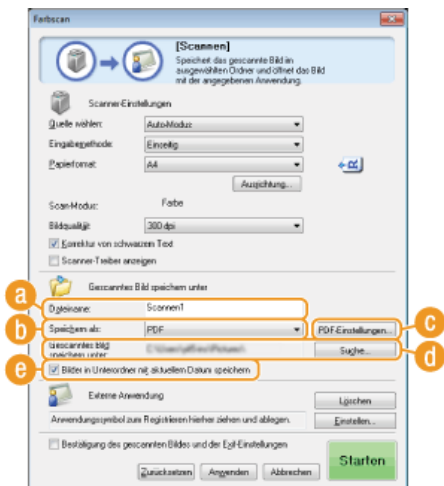 Farbscan
[Scannen]
Speichert das gescannte Bild im
ausgewählten Ordner und öffnet das Bild
mit der angegebenen Anwendung.
Scanner-Einstellungen
Quelle wählen: Auto-Modus
Eingabemethode: Einseitig
Papierformat: A4
Ausrichtung...
Scan-Modus: Farbe
Bildqualität: 300 dpi
Korrektur von schwarzem Text
Scanner-Treiber anzeigen
Gescanntes Bild speichern unter
a Dateiname: Scannen1
b Speichern als: PDF PDF-Einstellungen... c
Gescanntes Bild
speichern unter: Suche... d
e Bilder in Unterordner mit aktuellem Datum speichern
Externe Anwendung Löschen
Anwendungssymbol zum Registrieren hierher ziehen und ablegen. Einstellen...
Bestätigung des gescannten Bildes und der Exif-Einstellungen
Starten
Zurücksetzen Anwenden Abbrechen